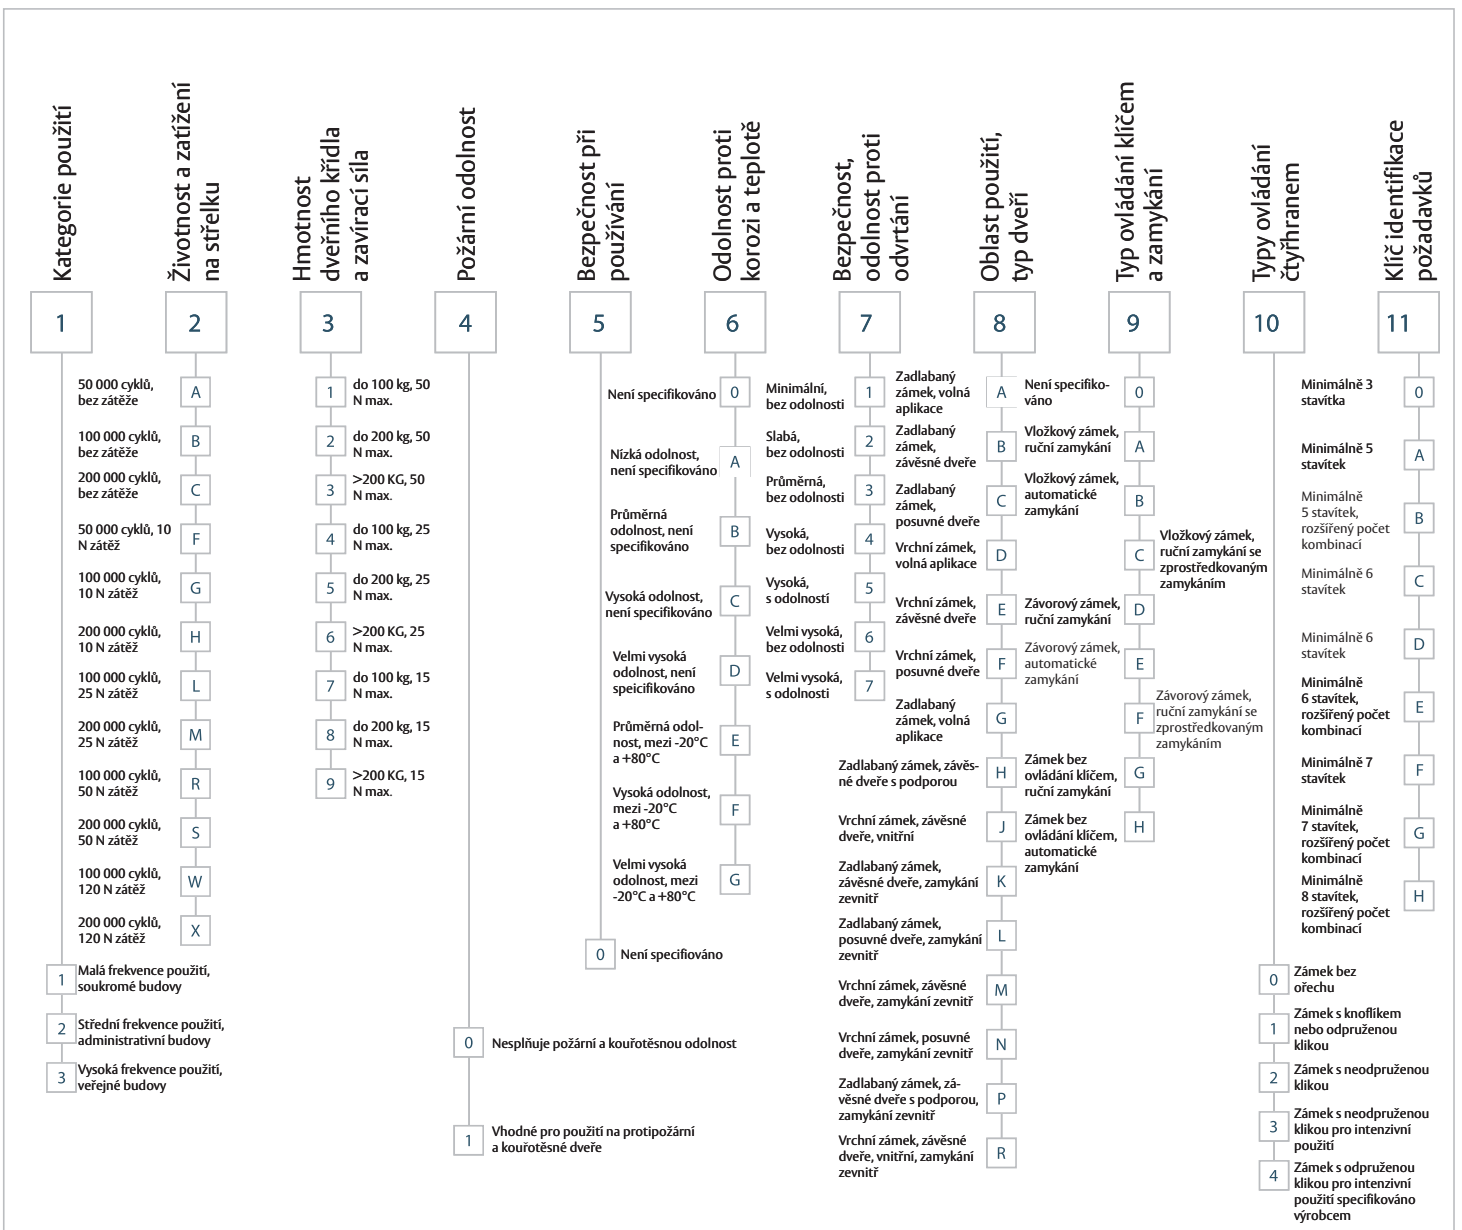 Kategorie použití
Životnost a zatížení
na střelku
Hmotnost
dveřního křídla
a zavírací síla
Požární odolnost
Bezpečnost při
používání
Odolnost proti
korozi a teplotě
Bezpečnost,
odolnost proti
odvrtání
Oblast použití,
typ dveří
Typ ovládání klíčem
a zamykání
Typy ovládání
čtyřhranem
Klíč identifikace
požadavků
1
2
3
4
5
6
7
8
9
10
11
1
Malá frekvence použití,
soukromé budovy
2
Střední frekvence použití,
administrativní budovy
3
Vysoká frekvence použití,
veřejné budovy
50 000 cyklů,
bez zátěže
A
100 000 cyklů,
bez zátěže
B
200 000 cyklů,
bez zátěže
C
50 000 cyklů, 10
N zátěž
F
100 000 cyklů,
10 N zátěž
G
200 000 cyklů,
10 N zátěž
H
100 000 cyklů,
25 N zátěž
L
200 000 cyklů,
25 N zátěž
M
100 000 cyklů,
50 N zátěž
R
200 000 cyklů,
50 N zátěž
S
100 000 cyklů,
120 N zátěž
W
200 000 cyklů,
120 N zátěž
X
1
do 100 kg, 50
N max.
2
do 200 kg, 50
N max.
3
>200 KG, 50
N max.
4
do 100 kg, 25
N max.
5
do 200 kg, 25
N max.
6
>200 KG, 25
N max.
7
do 100 kg, 15
N max.
8
do 200 kg, 15
N max.
9
>200 KG, 15
N max.
0
Nesplňuje požární a kouřotěsnou odolnost
1
Vhodné pro použití na protipožární
a kouřotěsné dveře
0
Není specifiováno
Není specifikováno
0
Nízká odolnost,
není specifikováno
A
Průměrná
odolnost, není
specifikováno
B
Vysoká odolnost,
není specifikováno
C
Velmi vysoká
odolnost, není
speicifikováno
D
Průměrná odol-
nost, mezi -20°C
a +80°C
E
Vysoká odolnost,
mezi -20°C
a +80°C
F
Velmi vysoká
odolnost, mezi
-20°C a +80°C
G
Minimální,
bez odolnosti
1
Slabá,
bez odolnosti
2
Průměrná,
bez odolnosti
3
Vysoká,
bez odolnosti
4
Vysoká,
s odolností
5
Velmi vysoká,
bez odolnosti
6
Velmi vysoká,
s odolnosti
7
Zadlabaný
zámek, volná
aplikace
A
Zadlabaný
zámek,
závěsné dveře
B
Zadlabaný
zámek,
posuvné dveře
C
Vrchní zámek,
volná aplikace
D
Vrchní zámek,
závěsné dveře
E
Vrchní zámek,
posuvné dveře
F
Zadlabaný
zámek, volná
aplikace
G
Zadlabaný zámek, závěs-
né dveře s podporou
H
Vrchní zámek, závěsné
dveře, vnitřní
J
Zadlabaný zámek,
závěsné dveře, zamykání
zevnitř
K
Zadlabaný zámek,
posuvné dveře, zamykání
zevnitř
L
Vrchní zámek, závěsné
dveře, zamykání zevnitř
M
Vrchní zámek, posuvné
dveře, zamykání zevnitř
N
Zadlabaný zámek, zá-
věsné dveře s podporou,
zamykání zevnitř
P
Vrchní zámek, závěsné
dveře, vnitřní, zamykání
zevnitř
R
Není specifiko-
váno
0
Vložkový zámek,
ruční zamykání
A
Vložkový zámek,
automatické
zamykání
B
C
Vložkový zámek,
ruční zamykání se
zprostředkovaným
zamykáním
Závorový zámek,
ruční zamykání
D
Závorový zámek,
automatické
zamykání
E
F
Závorový zámek,
ruční zamykání se
zprostředkovaným
zamykáním
Zámek bez
ovládání klíčem,
ruční zamykání
G
Zámek bez
ovládání klíčem,
automatické
zamykání
H
0
Zámek bez
ořechu
1
Zámek s knoflíkem
nebo odpruženou
klikou
2
Zámek s neodpruženou
klikou
3
Zámek s neodpruženou
klikou pro intenzivní
použití
4
Zámek s odpruženou
klikou pro intenzivní
použití specifikováno
výrobcem
Minimálně 3
stavítka
0
Minimálně 5
stavítek
A
Minimálně
5 stavítek,
rozšířený počet
kombinací
B
Minimálně 6
stavítek
C
Minimálně 6
stavítek
D
Minimálně
6 stavítek,
rozšířený počet
kombinací
E
Minimálně 7
stavítek
F
Minimálně
7 stavítek,
rozšířený počet
kombinací
G
Minimálně
8 stavítek,
rozšířený počet
kombinací
H